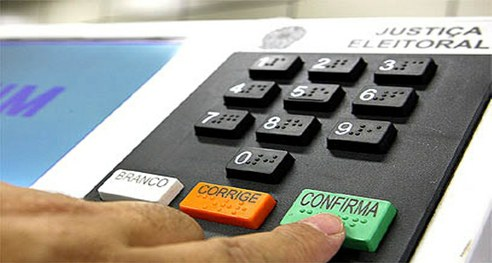 JUSTIÇA
ELEITORAL
1 2 3
4 5 6
7 8 9
0
BRANCO CORRIGE CONFIRMA